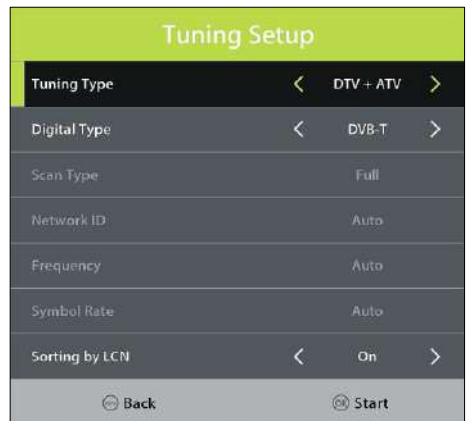 Tuning Setup
Tuning Type < DTV + ATV >
Digital Type < DVB-T >
Scan Type Full
Network ID Auto
Frequency Auto
Symbol Rate Auto
Sorting by LCN < On >
Back Start